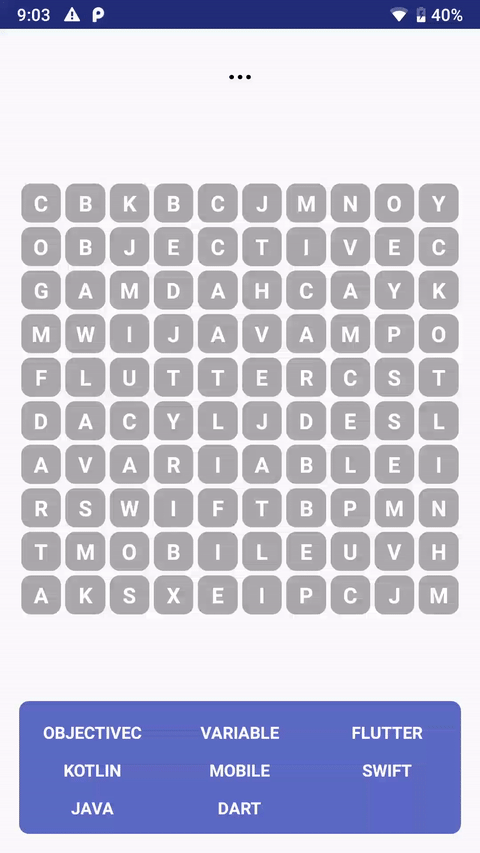 9:03 40%
...
C B K B C J M N O Y
O B J E C T I V E C
G A M D A H C A Y K
M W I J A V A M P O
F L U T T E R C S T
D A C Y L J D E S L
A V A R I A B L E I
R S W I F T B P M N
T M O B I L E U V H
A K S X E I P C J M
OBJECTIVEC VARIABLE FLUTTER
KOTLIN MOBILE SWIFT
JAVA DART